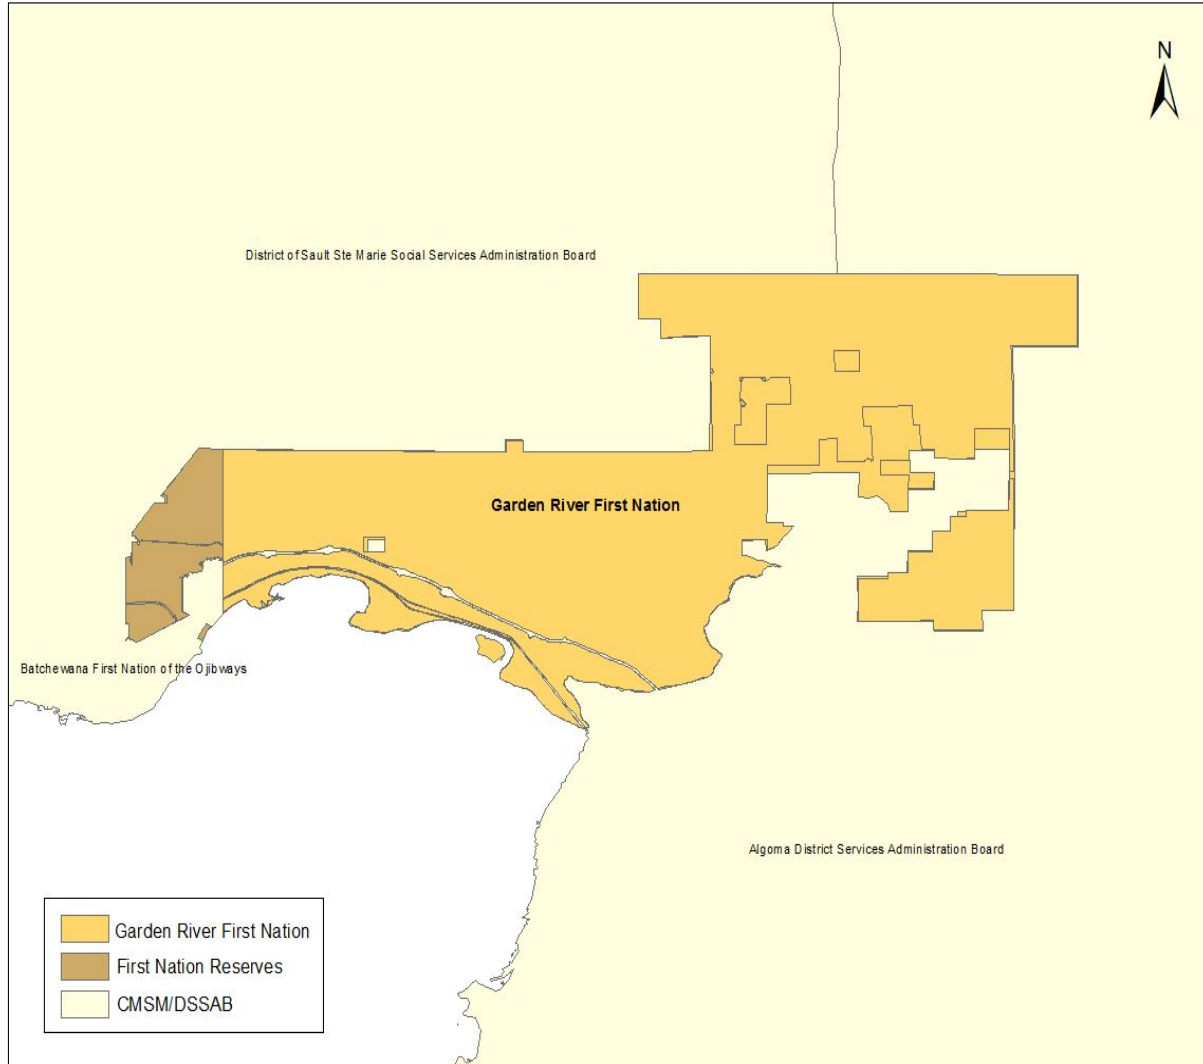 N
District of Sault Ste Marie Social Services Administration Board
Garden River First Nation
Batchewana First Nation of the Ojibways
Algoma District Services Administration Board
Garden River First Nation
First Nation Reserves
CMSM/DSSAB